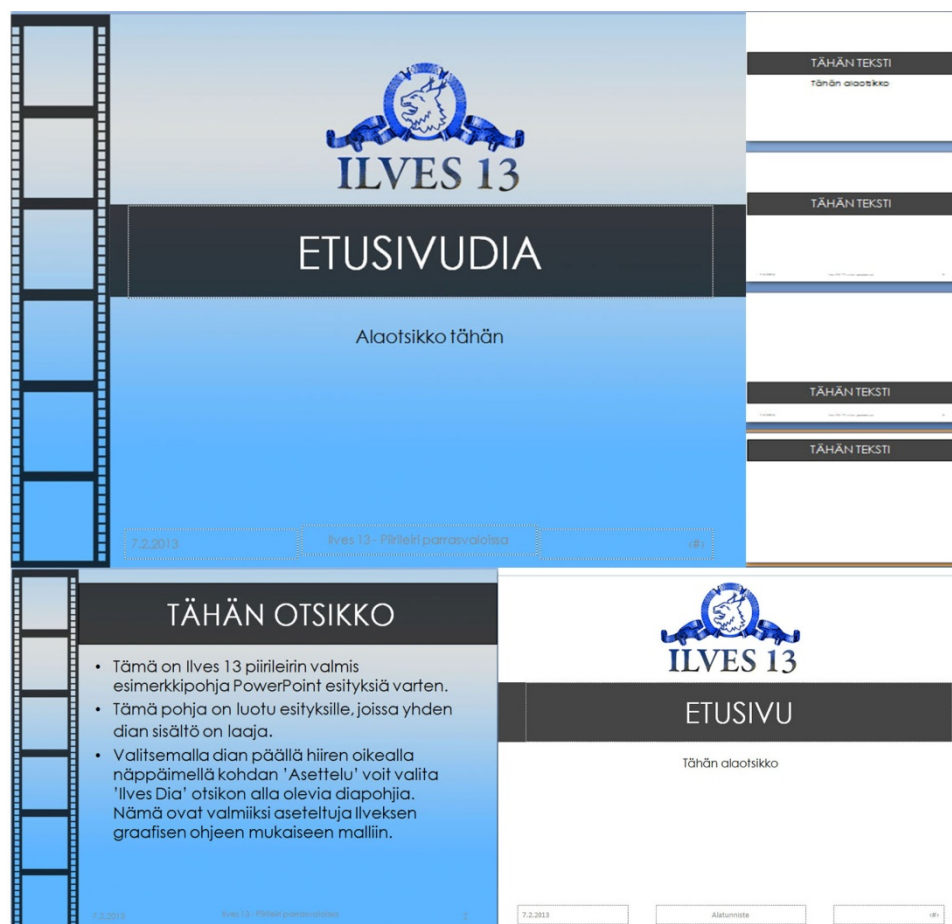 ILVES 13
ETUSIVUDIA
Alaotsikko tähän
7.2.2013
Ilves 13 - Piirileiri parrasvaloissa
‹#›
TÄHÄN TEKSTI
Tähän alaotsikko
TÄHÄN TEKSTI
TÄHÄN TEKSTI
TÄHÄN TEKSTI
TÄHÄN OTSIKKO
• Tämä on Ilves 13 piirileirin valmis
esimerkkipohja PowerPoint esityksiä varten.
• Tämä pohja on luotu esityksille, joissa yhden
dian sisältö on laaja.
• Valitsemalla dian päällä hiiren oikealla
näppäimellä kohdan 'Asettelu' voit valita
'Ilves Dia' otsikon alla olevia diapohjia.
Nämä ovat valmiiksi aseteltuja Ilveksen
graafisen ohjeen mukaiseen malliin.
7.2.2013
Ilves 13 - Piirileiri parrasvaloissa
2
ILVES 13
ETUSIVU
Tähän alaotsikko
7.2.2013
Alatunniste
‹#›